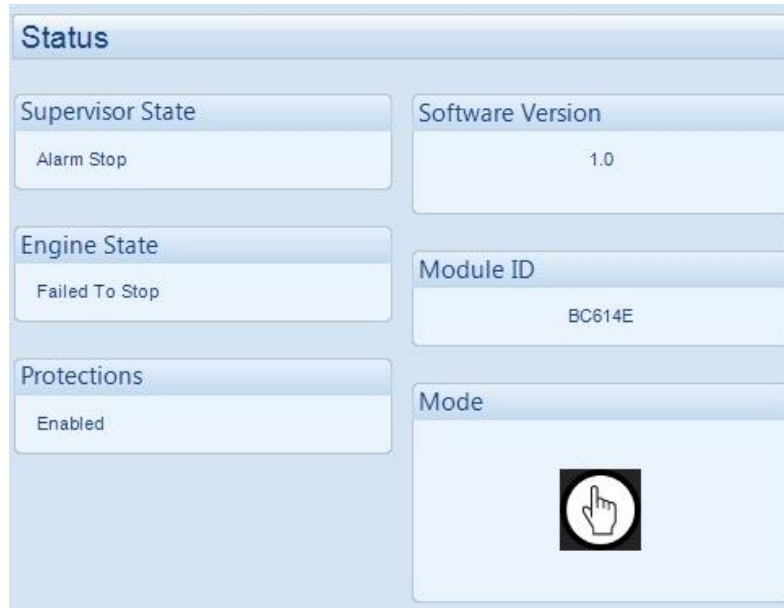 Status
Supervisor State
Alarm Stop
Engine State
Failed To Stop
Protections
Enabled
Software Version
1.0
Module ID
BC614E
Mode